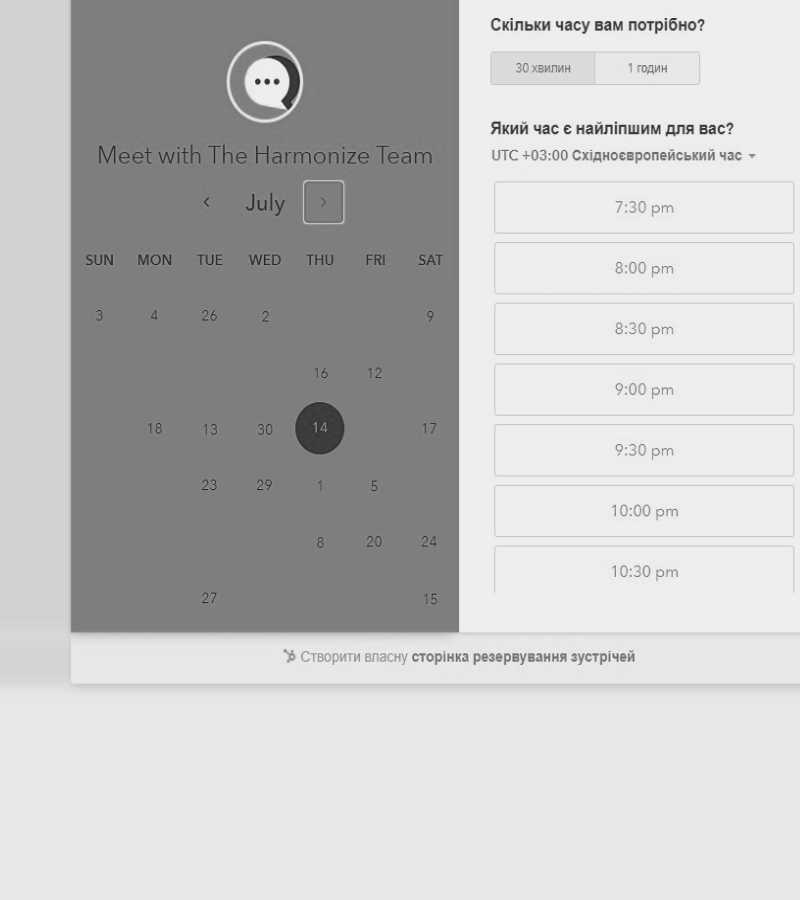 Meet with The Harmonize Team
July
SUN MON TUE WED THU FRI SAT
3 4 26 2 9
16 12
18 13 30 14 17
23 29 1 5
8 20 24
27 15
Скільки часу вам потрібно?
30 хвилин 1 годин
Який час є найліпшим для вас?
UTC +03:00 Східноєвропейський час
7:30 pm
8:00 pm
8:30 pm
9:00 pm
9:30 pm
10:00 pm
10:30 pm
Створити власну сторінка резервування зустрічей